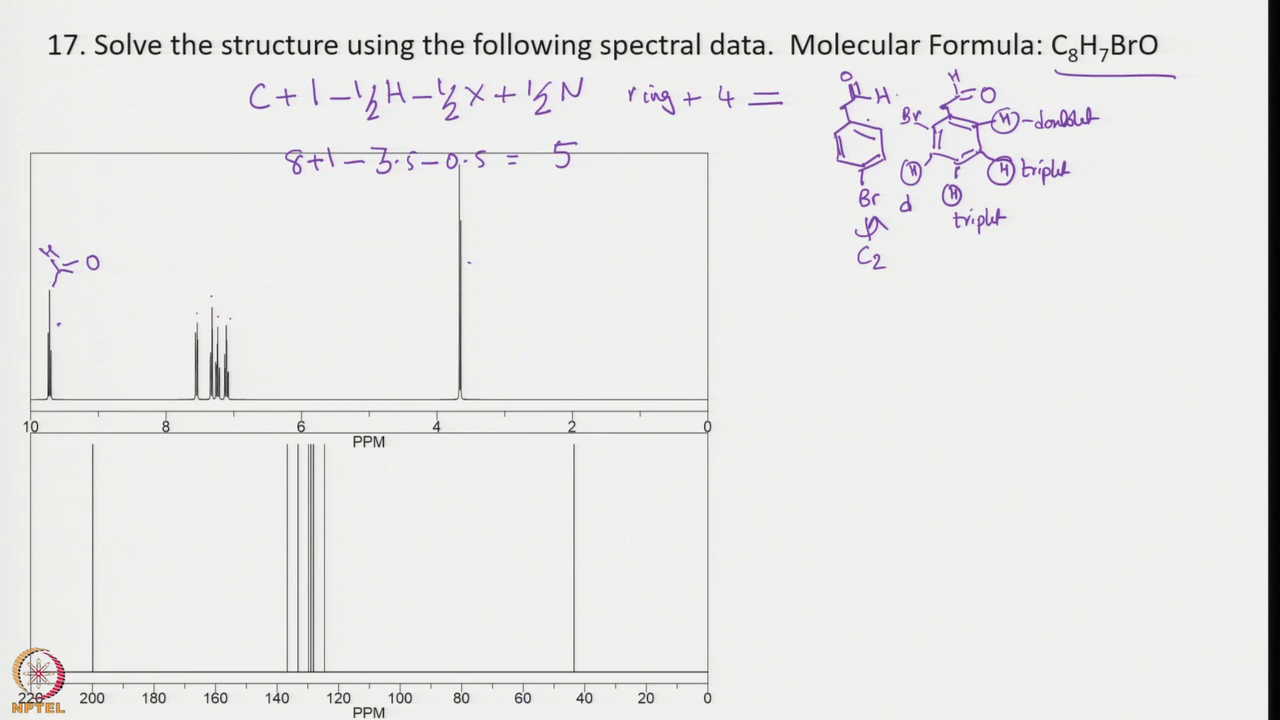 17. Solve the structure using the following spectral data. Molecular Formula: C₈H₇BrO
C + 1 - ½H - ½X + ½N ring + 4 =
8 + 1 - 3.5 - 0.5 = 5
O
H
Br
C₂
H
O
Br
H - doublet
H triplet
H
d
H
triplet
H
O
10 8 6 4 2 0
PPM
220 200 180 160 140 120 100 80 60 40 20 0
PPM
NPTEL